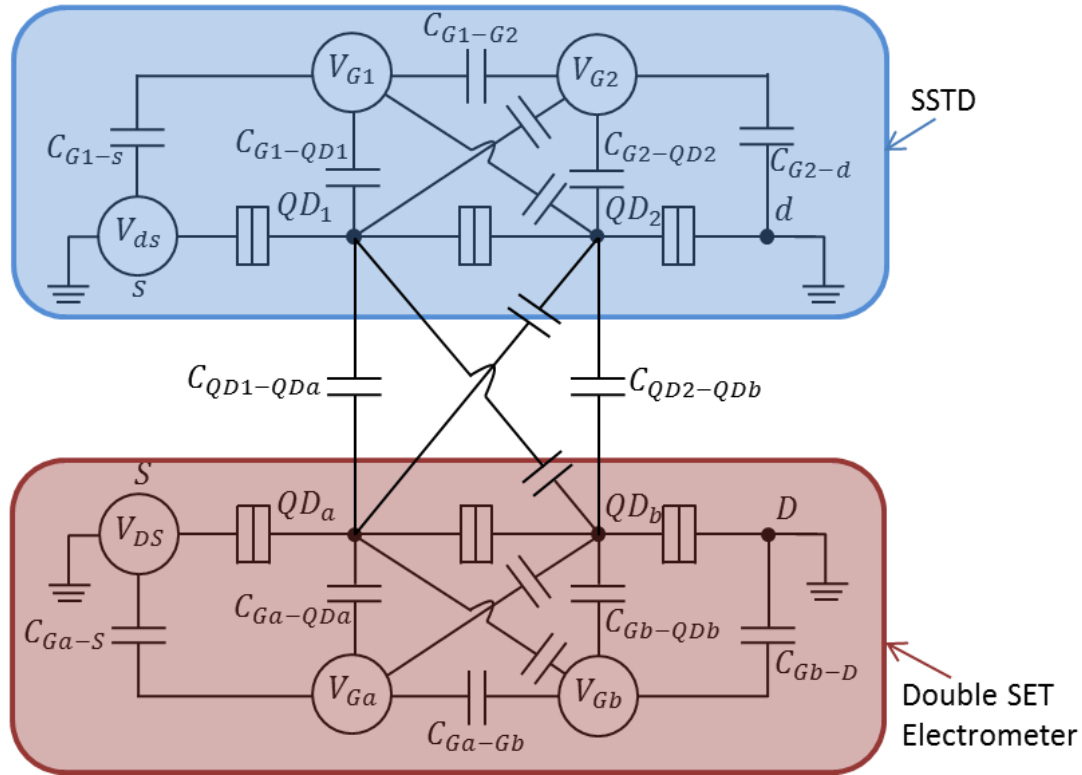 C_{G1-G2}
V_{G1}
V_{G2}
SSTD
C_{G1-s}
C_{G1-QD1}
C_{G2-QD2}
C_{G2-d}
QD_1
QD_2
d
V_{ds}
s
C_{QD1-QDa}
C_{QD2-QDb}
S
QD_a
QD_b
D
V_{DS}
C_{Ga-S}
C_{Ga-QDa}
C_{Gb-QDb}
C_{Gb-D}
V_{Ga}
V_{Gb}
C_{Ga-Gb}
Double SET
Electrometer